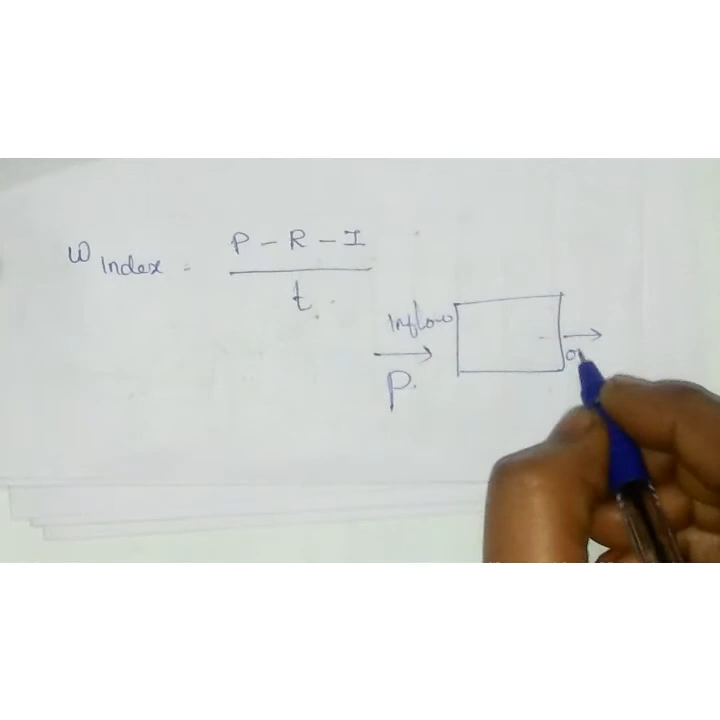 W Index = P - R - I
t
Inflow
P.
o